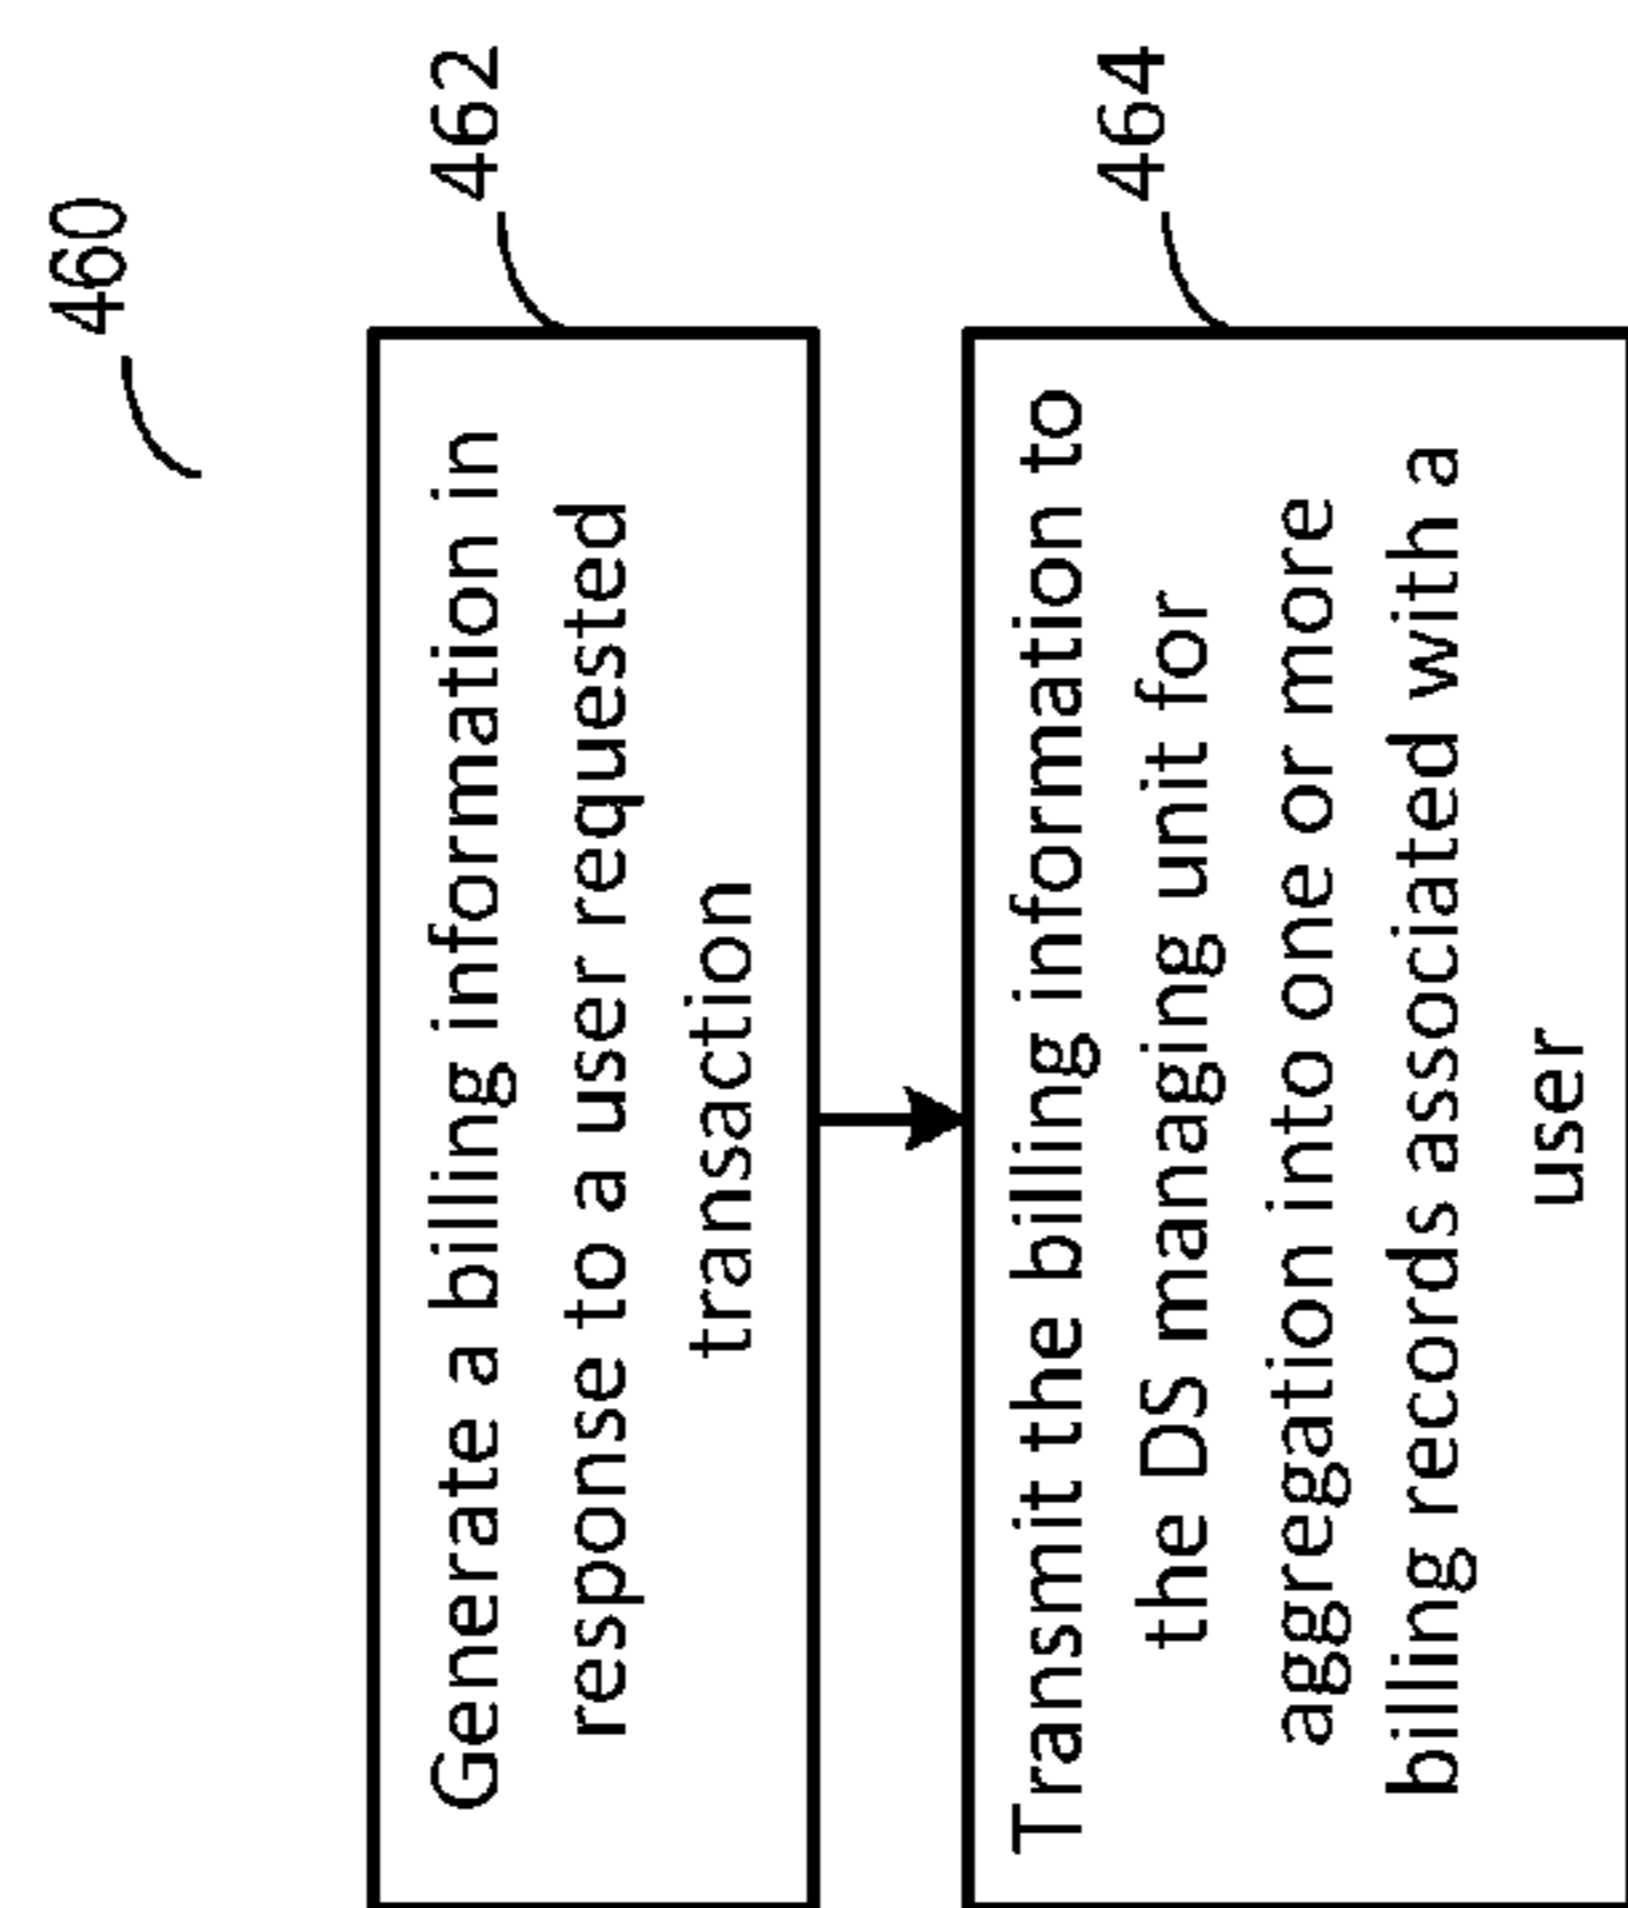 460
462
Generate a billing information in
response to a user requested
transaction
464
Transmit the billing information to
the DS managing unit for
aggregation into one or more
billing records associated with a
user